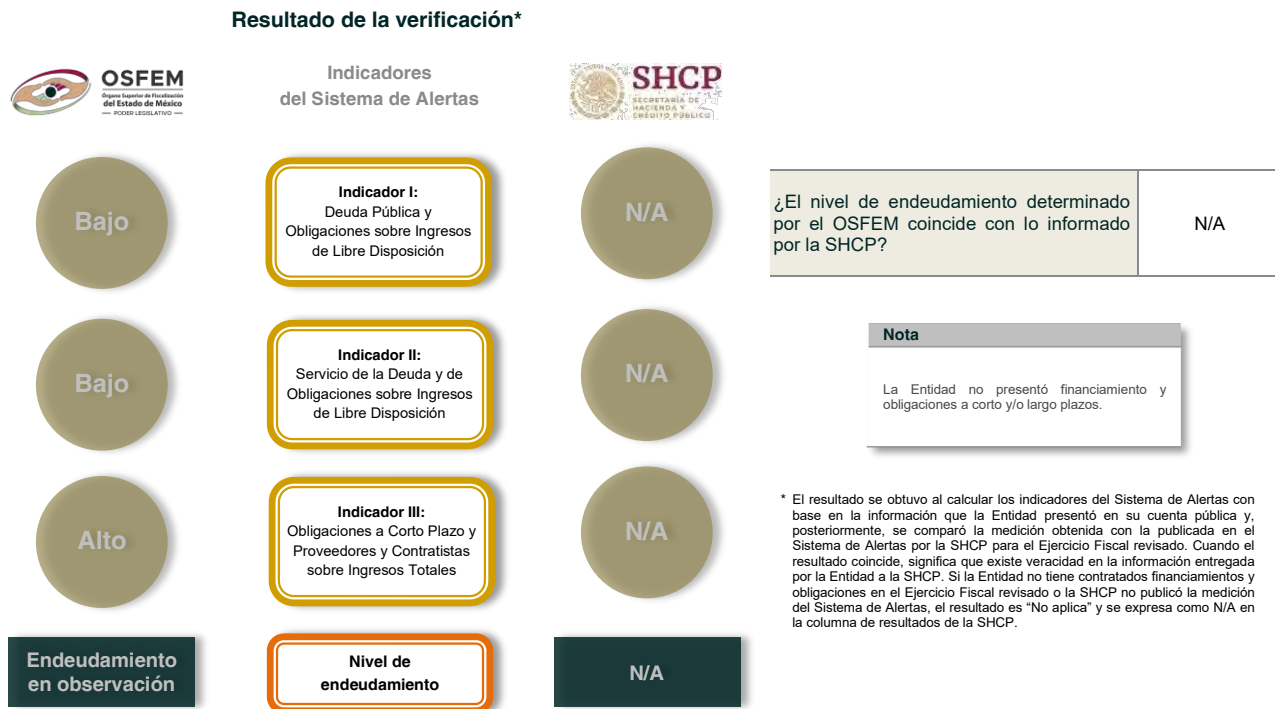 Resultado de la verificación*
OSFEM
Órgano Superior de Fiscalización
del Estado de México
PODER LEGISLATIVO
Indicadores
del Sistema de Alertas
SHCP
SECRETARÍA DE
HACIENDA Y
CRÉDITO PÚBLICO
Bajo
Indicador I:
Deuda Pública y
Obligaciones sobre Ingresos
de Libre Disposición
N/A
¿El nivel de endeudamiento determinado
por el OSFEM coincide con lo informado
por la SHCP?
N/A
Bajo
Indicador II:
Servicio de la Deuda y de
Obligaciones sobre Ingresos
de Libre Disposición
N/A
Nota
La Entidad no presentó financiamiento y
obligaciones a corto y/o largo plazos.
Alto
Indicador III:
Obligaciones a Corto Plazo y
Proveedores y Contratistas
sobre Ingresos Totales
N/A
* El resultado se obtuvo al calcular los indicadores del Sistema de Alertas con
base en la información que la Entidad presentó en su cuenta pública y,
posteriormente, se comparó la medición obtenida con la publicada en el
Sistema de Alertas por la SHCP para el Ejercicio Fiscal revisado. Cuando el
resultado coincide, significa que existe veracidad en la información entregada
por la Entidad a la SHCP. Si la Entidad no tiene contratados financiamientos y
obligaciones en el Ejercicio Fiscal revisado o la SHCP no publicó la medición
del Sistema de Alertas, el resultado es “No aplica” y se expresa como N/A en
la columna de resultados de la SHCP.
Endeudamiento
en observación
Nivel de
endeudamiento
N/A